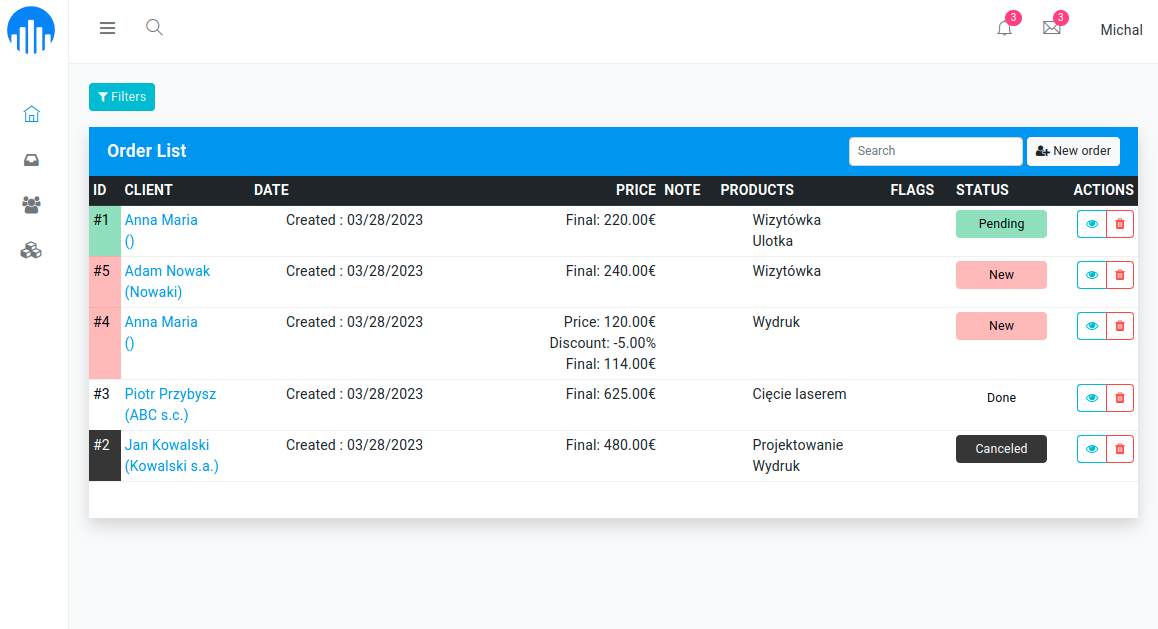 3
3
Michal
Filters
Order List
Search
New order
ID CLIENT DATE PRICE NOTE PRODUCTS FLAGS STATUS ACTIONS
#1 Anna Maria Created : 03/28/2023 Final: 220.00€ Wizytówka Pending
() Ulotka
#5 Adam Nowak Created : 03/28/2023 Final: 240.00€ Wizytówka New
(Nowaki)
#4 Anna Maria Created : 03/28/2023 Price: 120.00€ Wydruk New
() Discount: -5.00%
Final: 114.00€
#3 Piotr Przybysz Created : 03/28/2023 Final: 625.00€ Cięcie laserem Done
(ABC s.c.)
#2 Jan Kowalski Created : 03/28/2023 Final: 480.00€ Projektowanie Canceled
(Kowalski s.a.) Wydruk